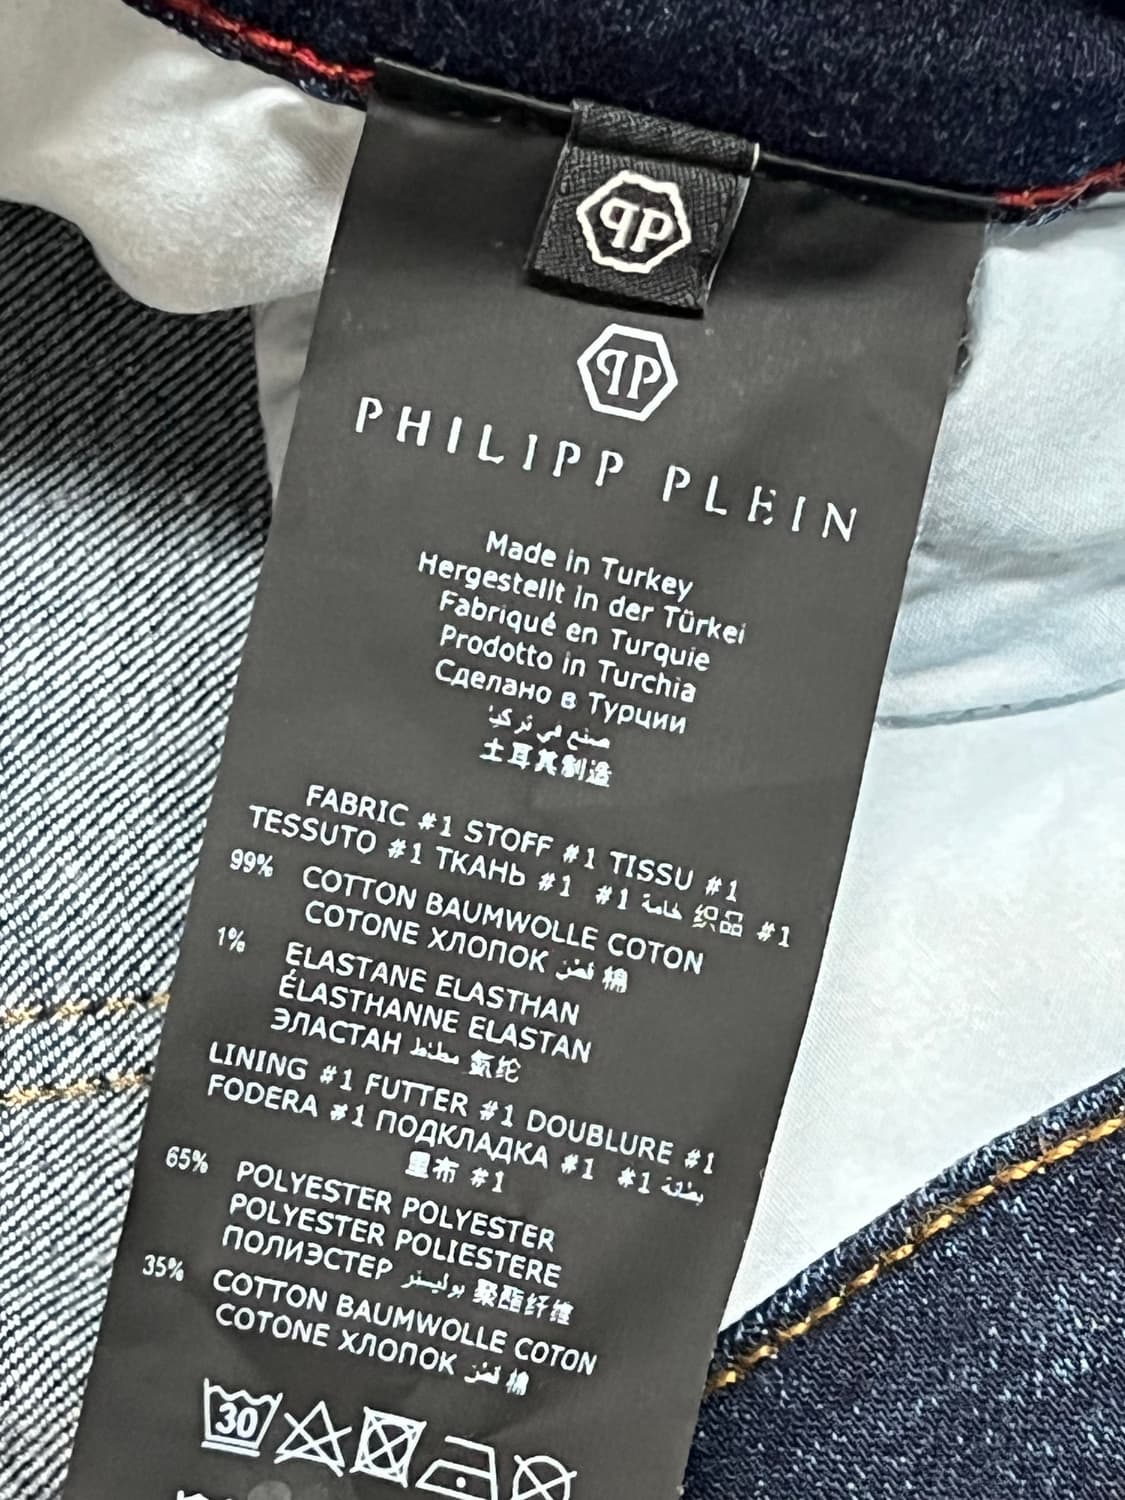 PHILIPP PLEIN
Made in Turkey
Hergestellt in der Türkei
Fabriqué en Turquie
Prodotto in Turchia
Сделано в Турции
صنع في تركيا
土耳其制造
FABRIC #1 STOFF #1 TISSU #1
TESSUTO #1 ТКАНЬ #1 #1 خامة 织品 #1
99% COTTON BAUMWOLLE COTON
COTONE ХЛОПОК قطن 棉
1% ELASTANE ELASTHAN
ÉLASTHANNE ELASTAN
ЭЛАСТАН مطاط 氨纶
LINING #1 FUTTER #1 DOUBLURE #1
FODERA #1 ПОДКЛАДКА #1 #1 بطانة
里布 #1
65% POLYESTER POLYESTER
POLYESTER POLIESTERE
ПОЛИЭСТЕР بوليستر 聚酯纤维
35% COTTON BAUMWOLLE COTON
COTONE ХЛОПОК قطن 棉
30